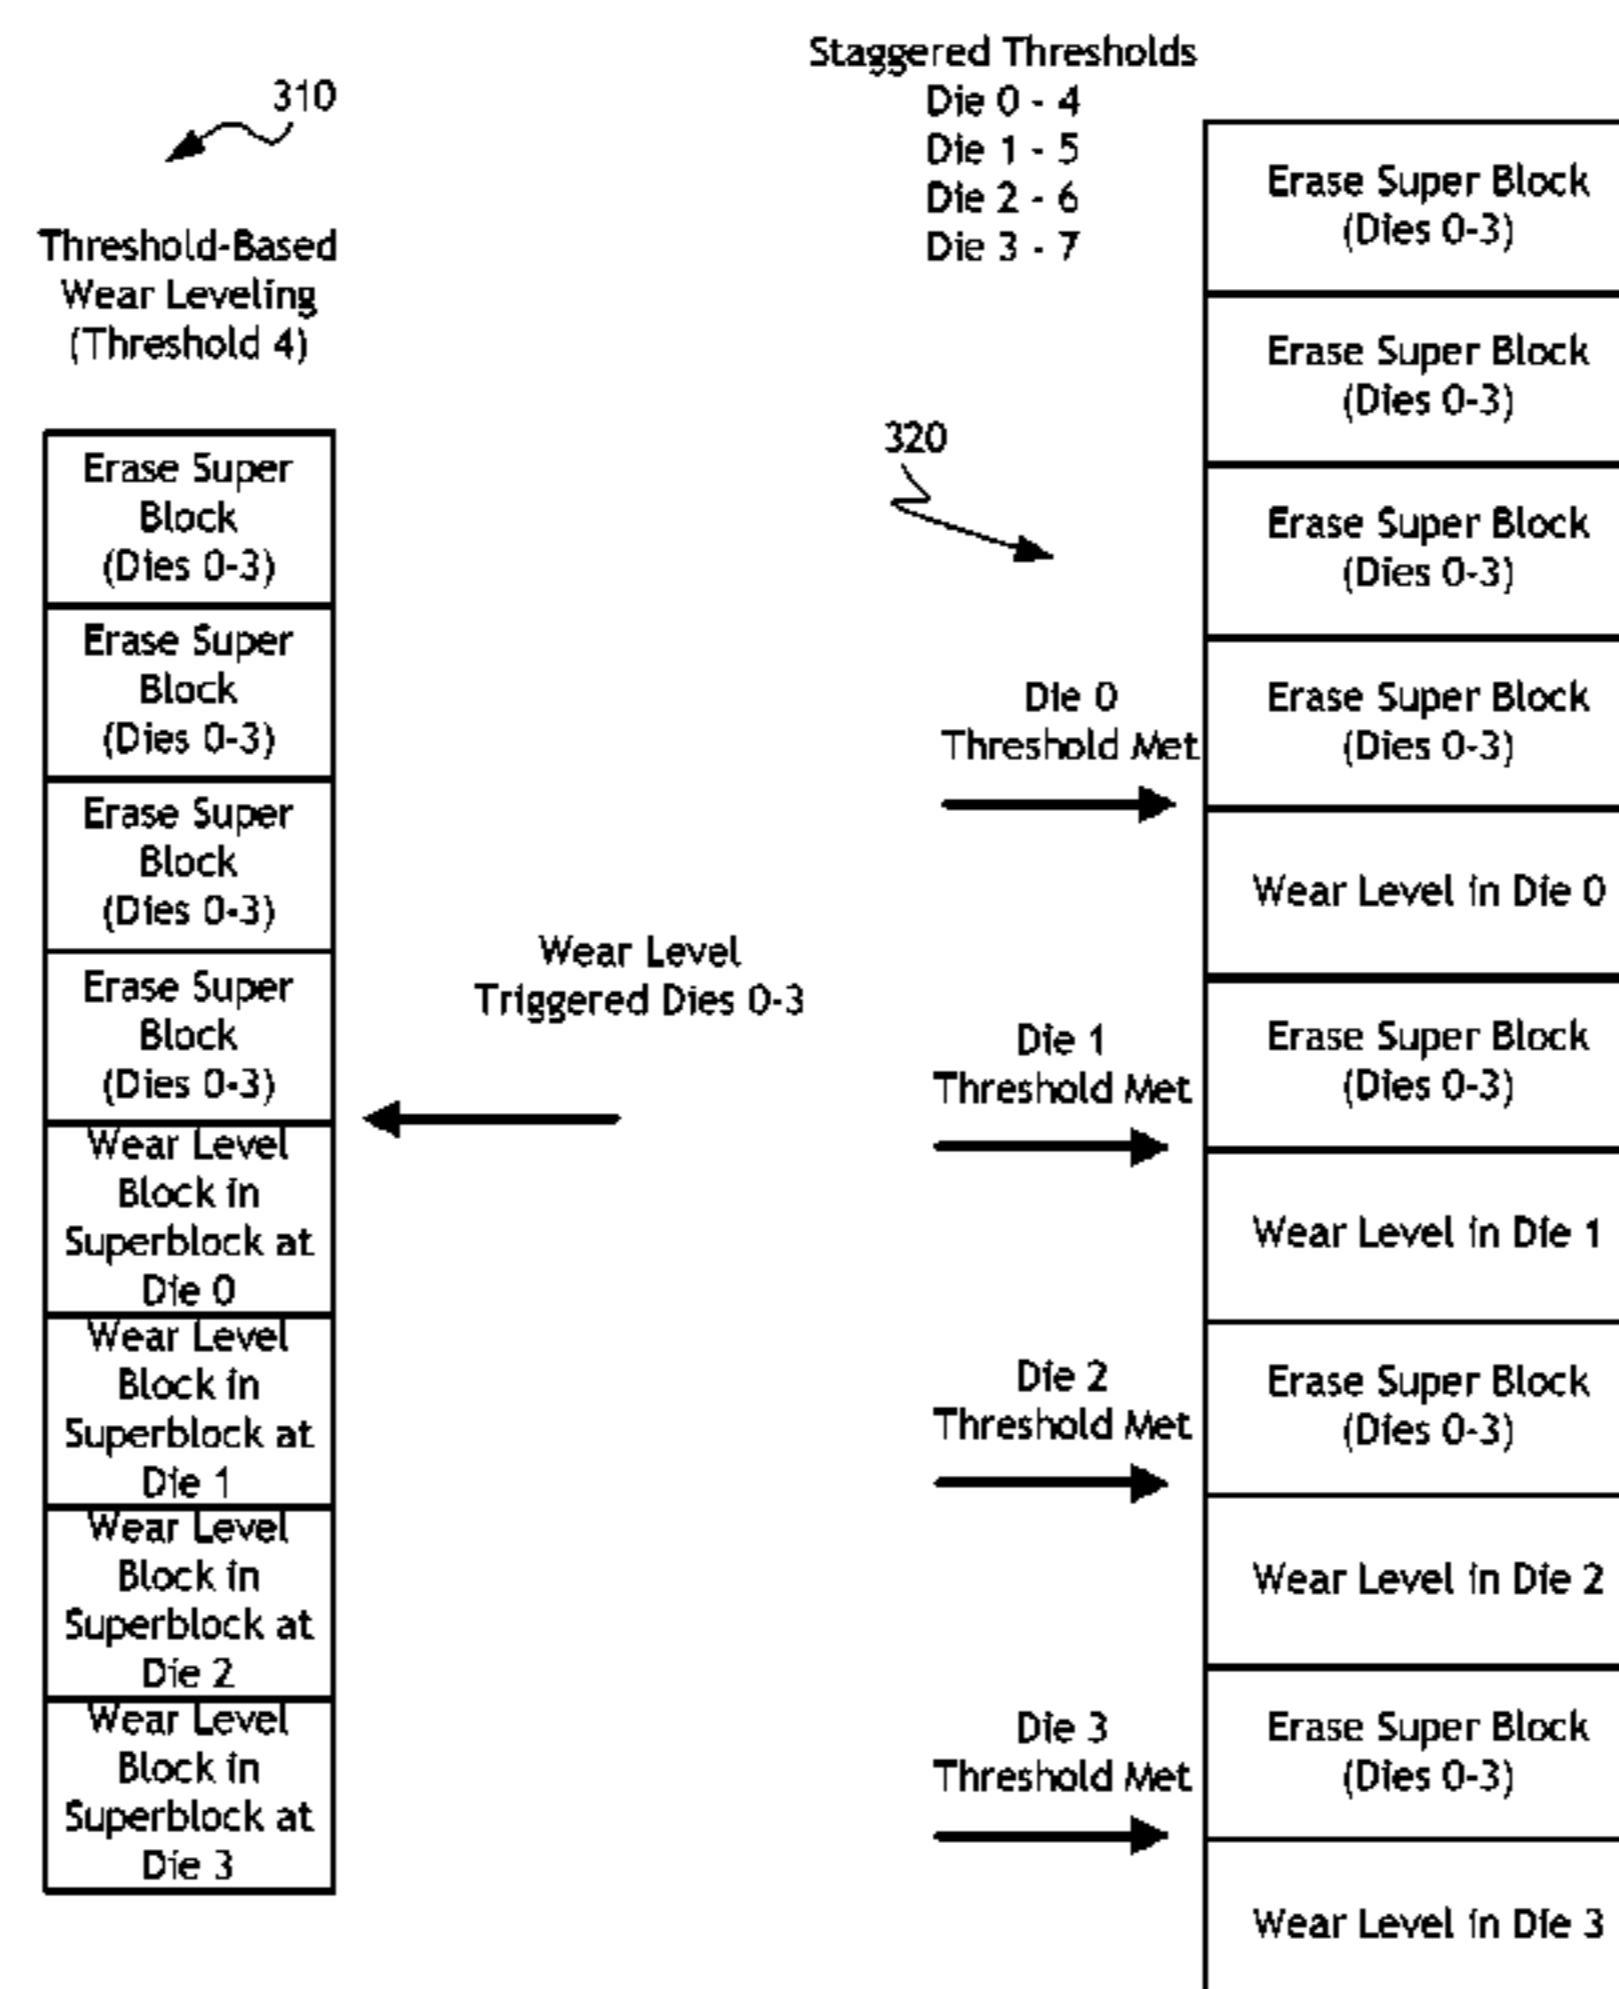 310
Threshold-Based
Wear Leveling
(Threshold 4)
Erase Super
Block
(Dies 0-3)
Erase Super
Block
(Dies 0-3)
Erase Super
Block
(Dies 0-3)
Erase Super
Block
(Dies 0-3)
Wear Level
Block in
Superblock at
Die 0
Wear Level
Block in
Superblock at
Die 1
Wear Level
Block in
Superblock at
Die 2
Wear Level
Block in
Superblock at
Die 3
Wear Level
Triggered Dies 0-3
Staggered Thresholds
Die 0 - 4
Die 1 - 5
Die 2 - 6
Die 3 - 7
320
Die 0
Threshold Met
Die 1
Threshold Met
Die 2
Threshold Met
Die 3
Threshold Met
Erase Super Block
(Dies 0-3)
Erase Super Block
(Dies 0-3)
Erase Super Block
(Dies 0-3)
Erase Super Block
(Dies 0-3)
Wear Level in Die 0
Erase Super Block
(Dies 0-3)
Wear Level in Die 1
Erase Super Block
(Dies 0-3)
Wear Level in Die 2
Erase Super Block
(Dies 0-3)
Wear Level in Die 3